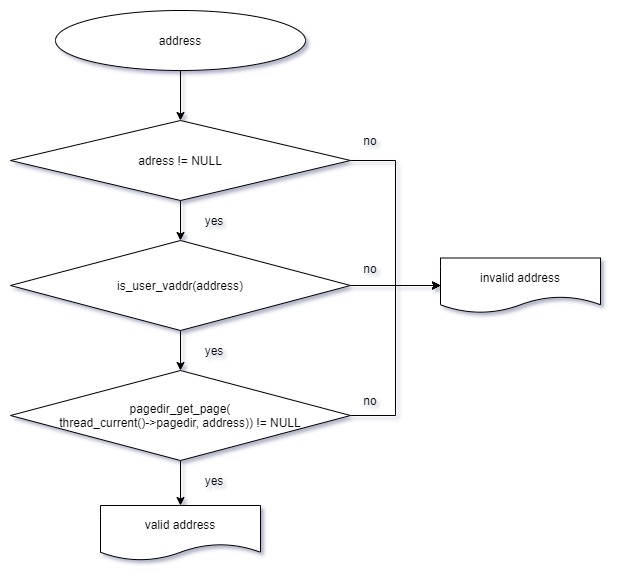 address
no
adress != NULL
yes
no
is_user_vaddr(address)
invalid address
yes
no
pagedir_get_page(
thread_current()->pagedir, address)) != NULL
yes
valid address